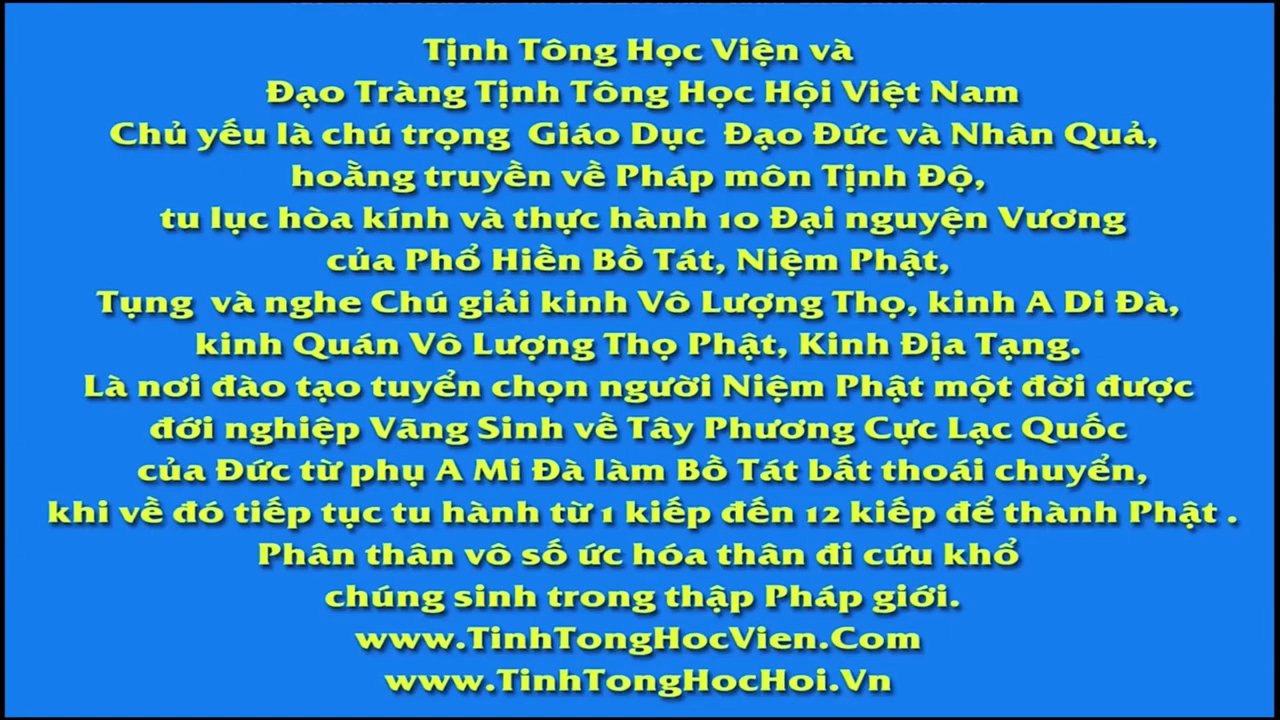 Tịnh Tông Học Viện và
Đạo Tràng Tịnh Tông Học Hội Việt Nam
Chủ yếu là chú trọng Giáo Dục Đạo Đức và Nhân Quả,
hoằng truyền về Pháp môn Tịnh Độ,
tu lục hòa kính và thực hành 10 Đại nguyện Vương
của Phổ Hiền Bồ Tát, Niệm Phật,
Tụng và nghe Chú giải kinh Vô Lượng Thọ, kinh A Di Đà,
kinh Quán Vô Lượng Thọ Phật, Kinh Địa Tạng.
Là nơi đào tạo tuyển chọn người Niệm Phật một đời được
đới nghiệp Vãng Sinh về Tây Phương Cực Lạc Quốc
của Đức từ phụ A Mi Đà làm Bồ Tát bất thoái chuyển,
khi về đó tiếp tục tu hành từ 1 kiếp đến 12 kiếp để thành Phật .
Phân thân vô số ức hóa thân đi cứu khổ
chúng sinh trong thập Pháp giới.
www.TinhTongHocVien.Com
www.TinhTongHocHoi.Vn